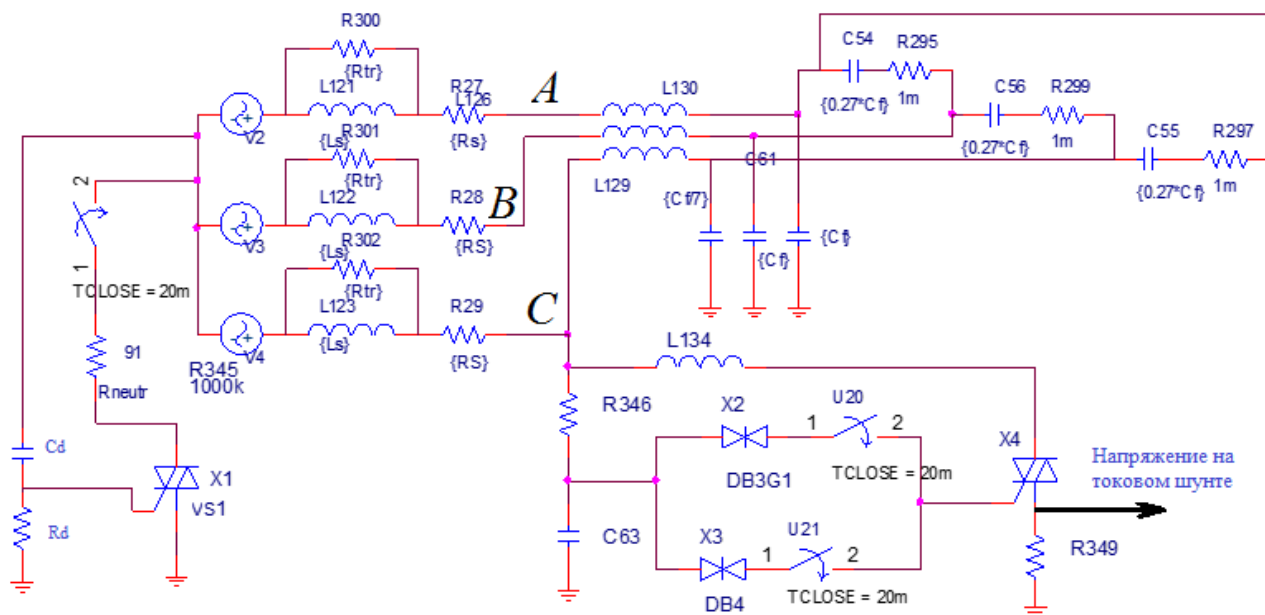 R300
{Rtr}
L121
R27
L126
A
L130
C54
R295
{0.27*Cf}
1m
C56
R299
{0.27*Cf}
1m
C55
R297
{0.27*Cf}
1m
V2
{Ls}
R301
{Rs}
{Rtr}
L122
R28
B
L129
C61
{Cf/7}
{Cf}
{Cf}
2
1
TCLOSE = 20m
V3
{Ls}
R302
{RS}
{Rtr}
L123
R29
C
V4
{Ls}
{RS}
R345
1000k
91
Rneutr
L134
R346
X2
U20
1
2
DB3G1
TCLOSE = 20m
X4
Напряжение на
токовом шунте
Cd
X1
VS1
Rd
C63
X3
U21
1
2
DB4
TCLOSE = 20m
R349